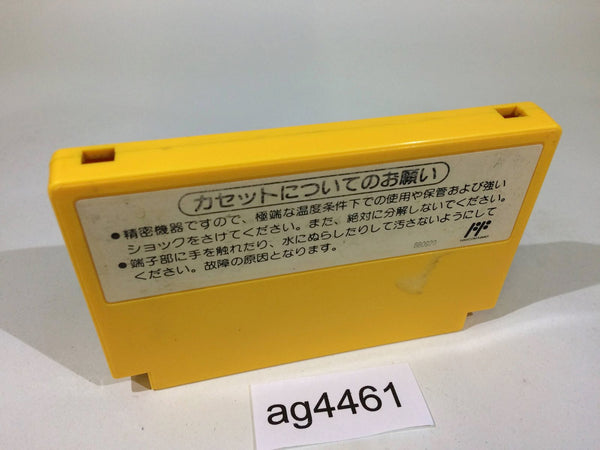 カセットについてのお願い
●精密機器ですので、極端な温度条件下での使用や保管および強い
ショックをさけてください。また、絶対に分解しないでください。
●端子部に手を触れたり、水にぬらしたりして汚さないようにして
ください。故障の原因となります。
ag4461